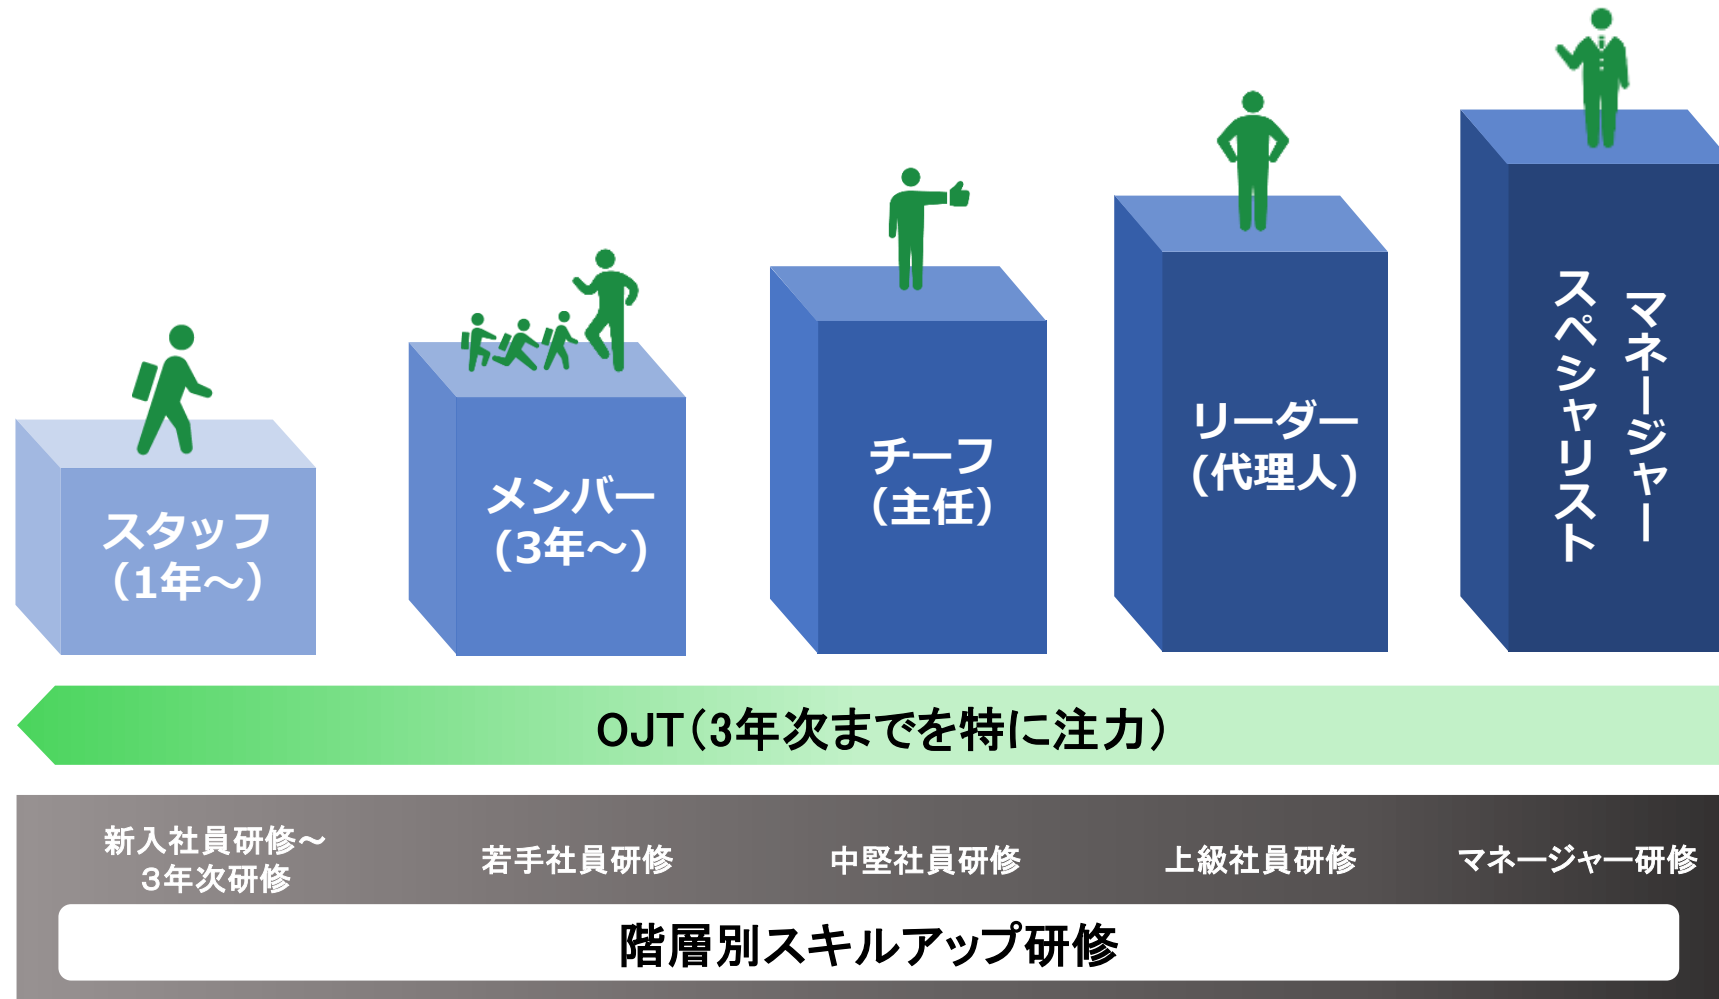 スタッフ
（1年～）
メンバー
(3年～)
チーフ
（主任）
リーダー
(代理人)
マネージャー
スペシャリスト
OJT（3年次までを特に注力）
新入社員研修～
3年次研修
若手社員研修
中堅社員研修
上級社員研修
マネージャー研修
階層別スキルアップ研修